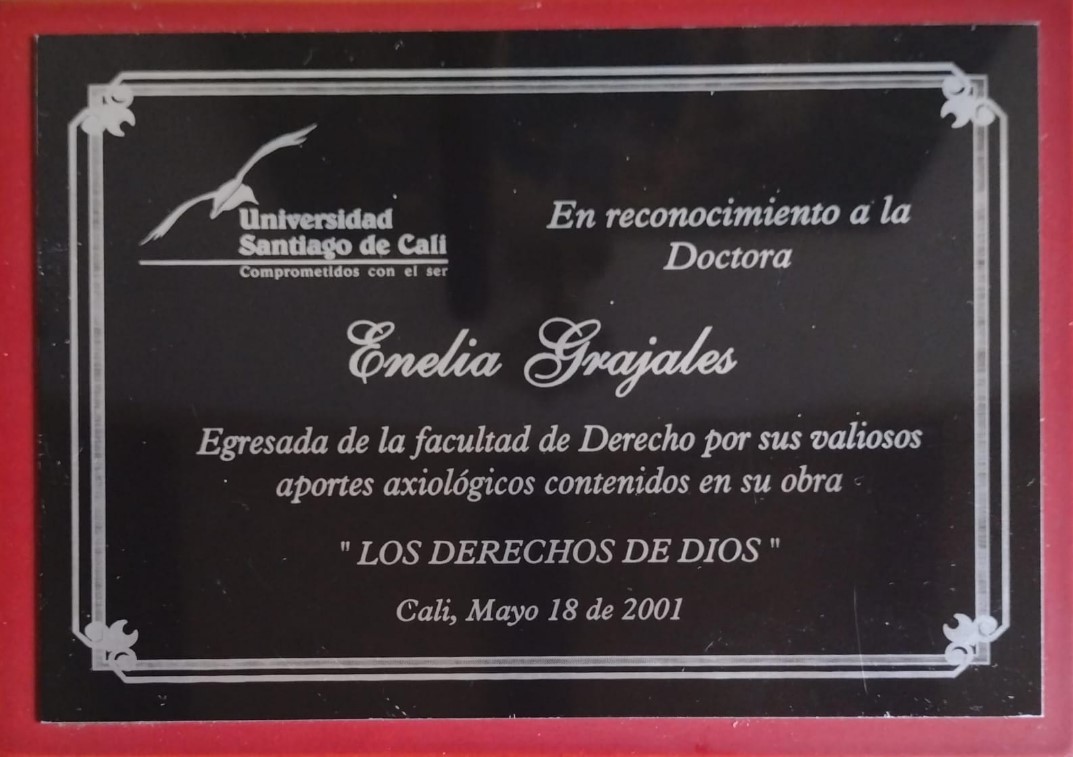 Universidad
Santiago de Cali
Comprometidos con el ser
En reconocimiento a la
Doctora
Enelia Grajales
Egresada de la facultad de Derecho por sus valiosos
aportes axiológicos contenidos en su obra
" LOS DERECHOS DE DIOS "
Cali, Mayo 18 de 2001